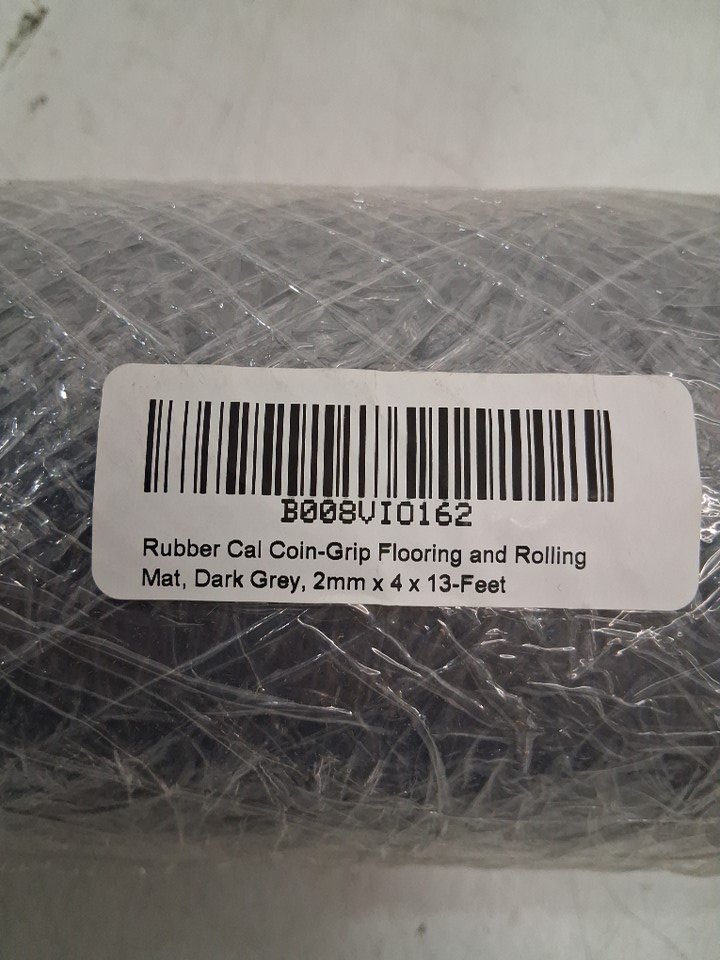 B008VIO162
Rubber Cal Coin-Grip Flooring and Rolling
Mat, Dark Grey, 2mm x 4 x 13-Feet